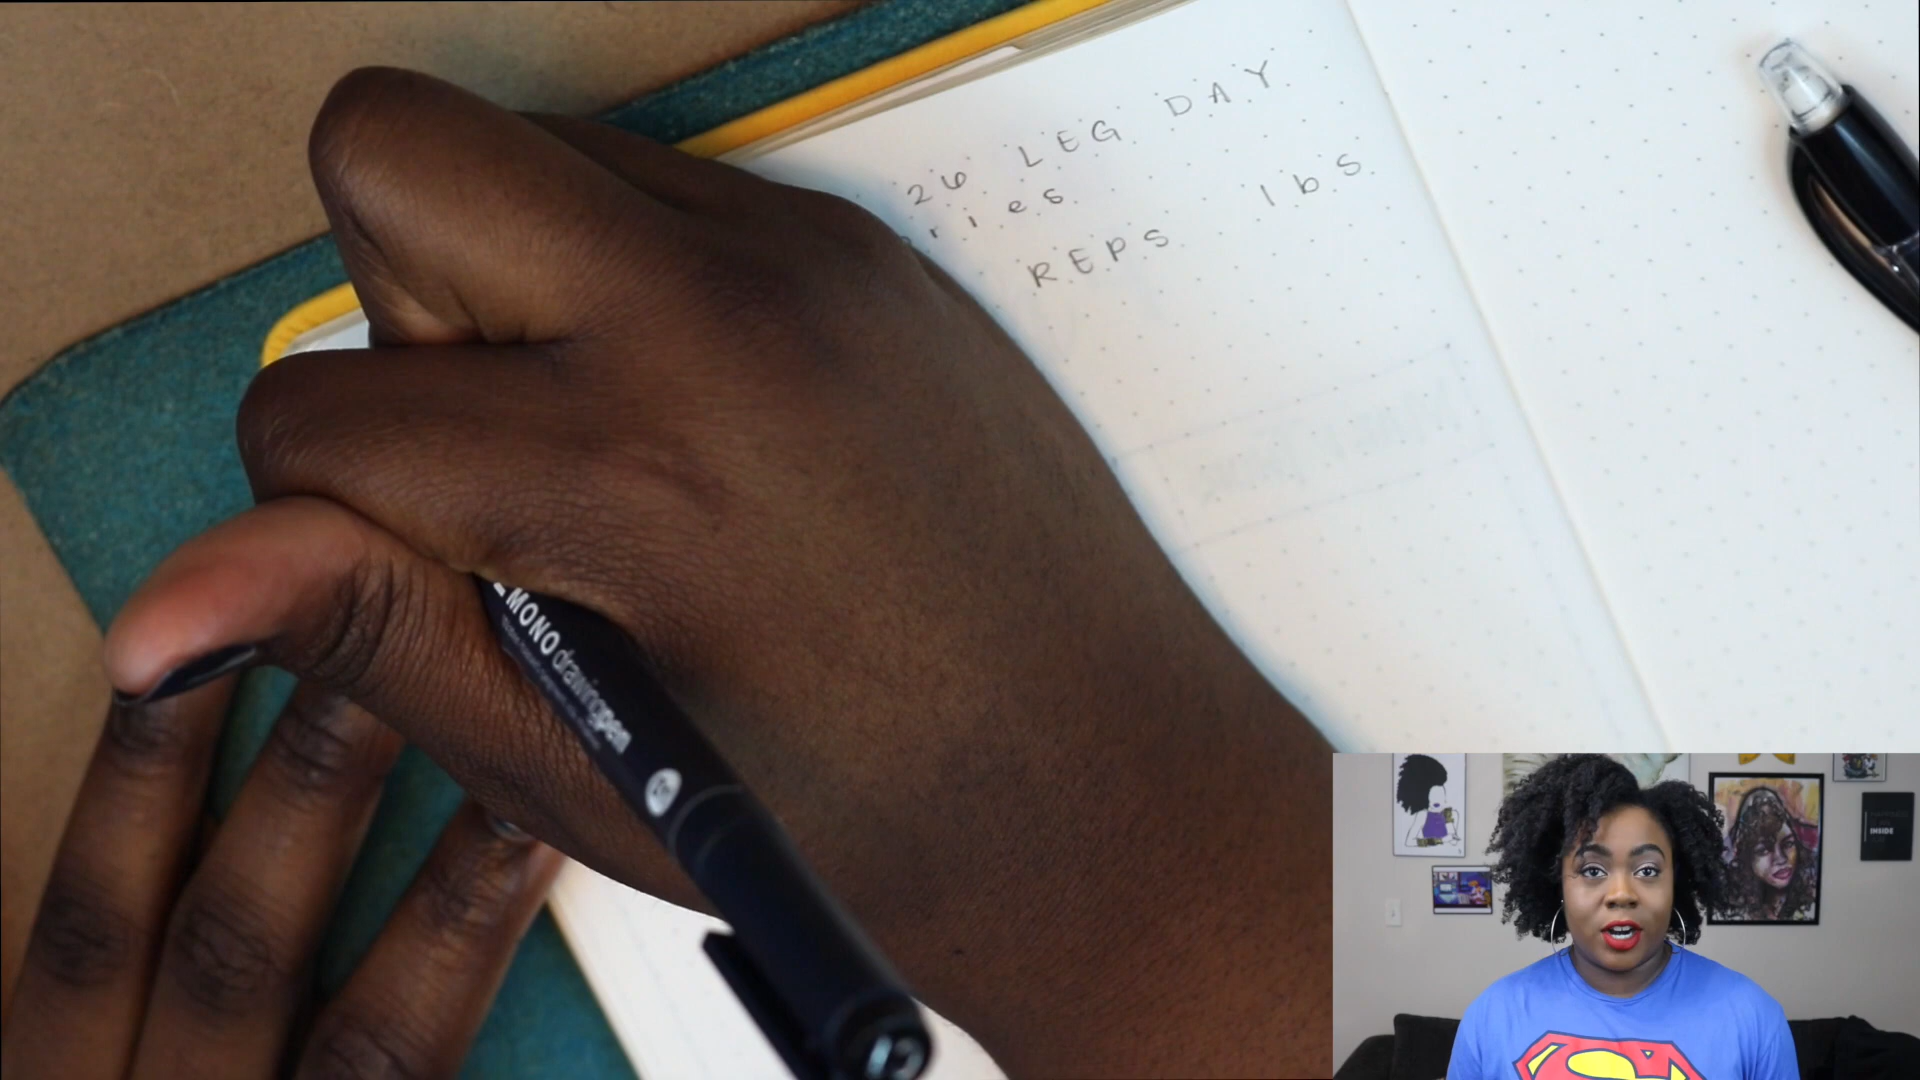 26 LEG DAY
ries
REPS lbs
MONO drawing pen
INSIDE